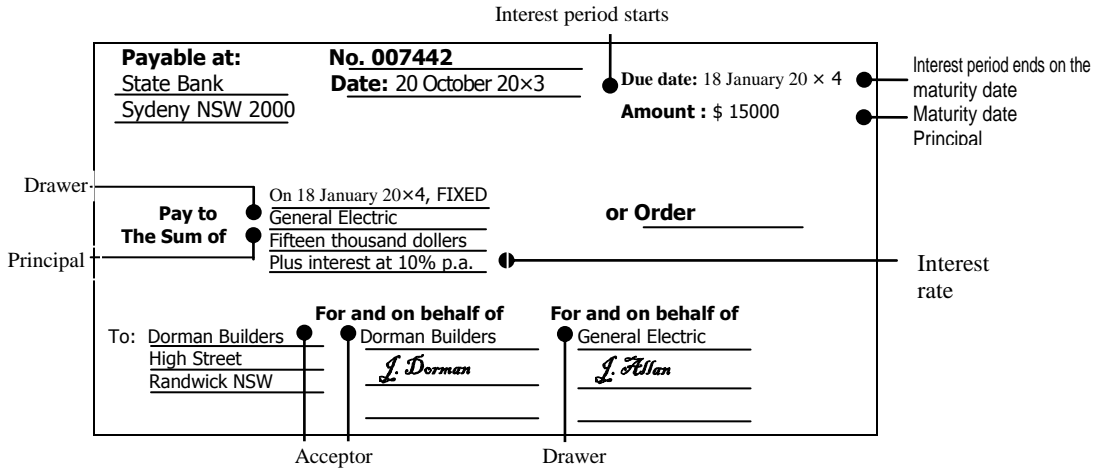 Interest period starts
Payable at:
State Bank
Sydeny NSW 2000
No. 007442
Date: 20 October 20×3
Due date: 18 January 20 × 4
Amount : $ 15000
Interest period ends on the
maturity date
Maturity date
Principal
Drawer
Pay to
The Sum of
Principal
On 18 January 20×4, FIXED
General Electric
Fifteen thousand dollers
Plus interest at 10% p.a.
or Order
Interest
rate
To: Dorman Builders
High Street
Randwick NSW
For and on behalf of
Dorman Builders
J. Dorman
For and on behalf of
General Electric
J. Allan
Acceptor
Drawer